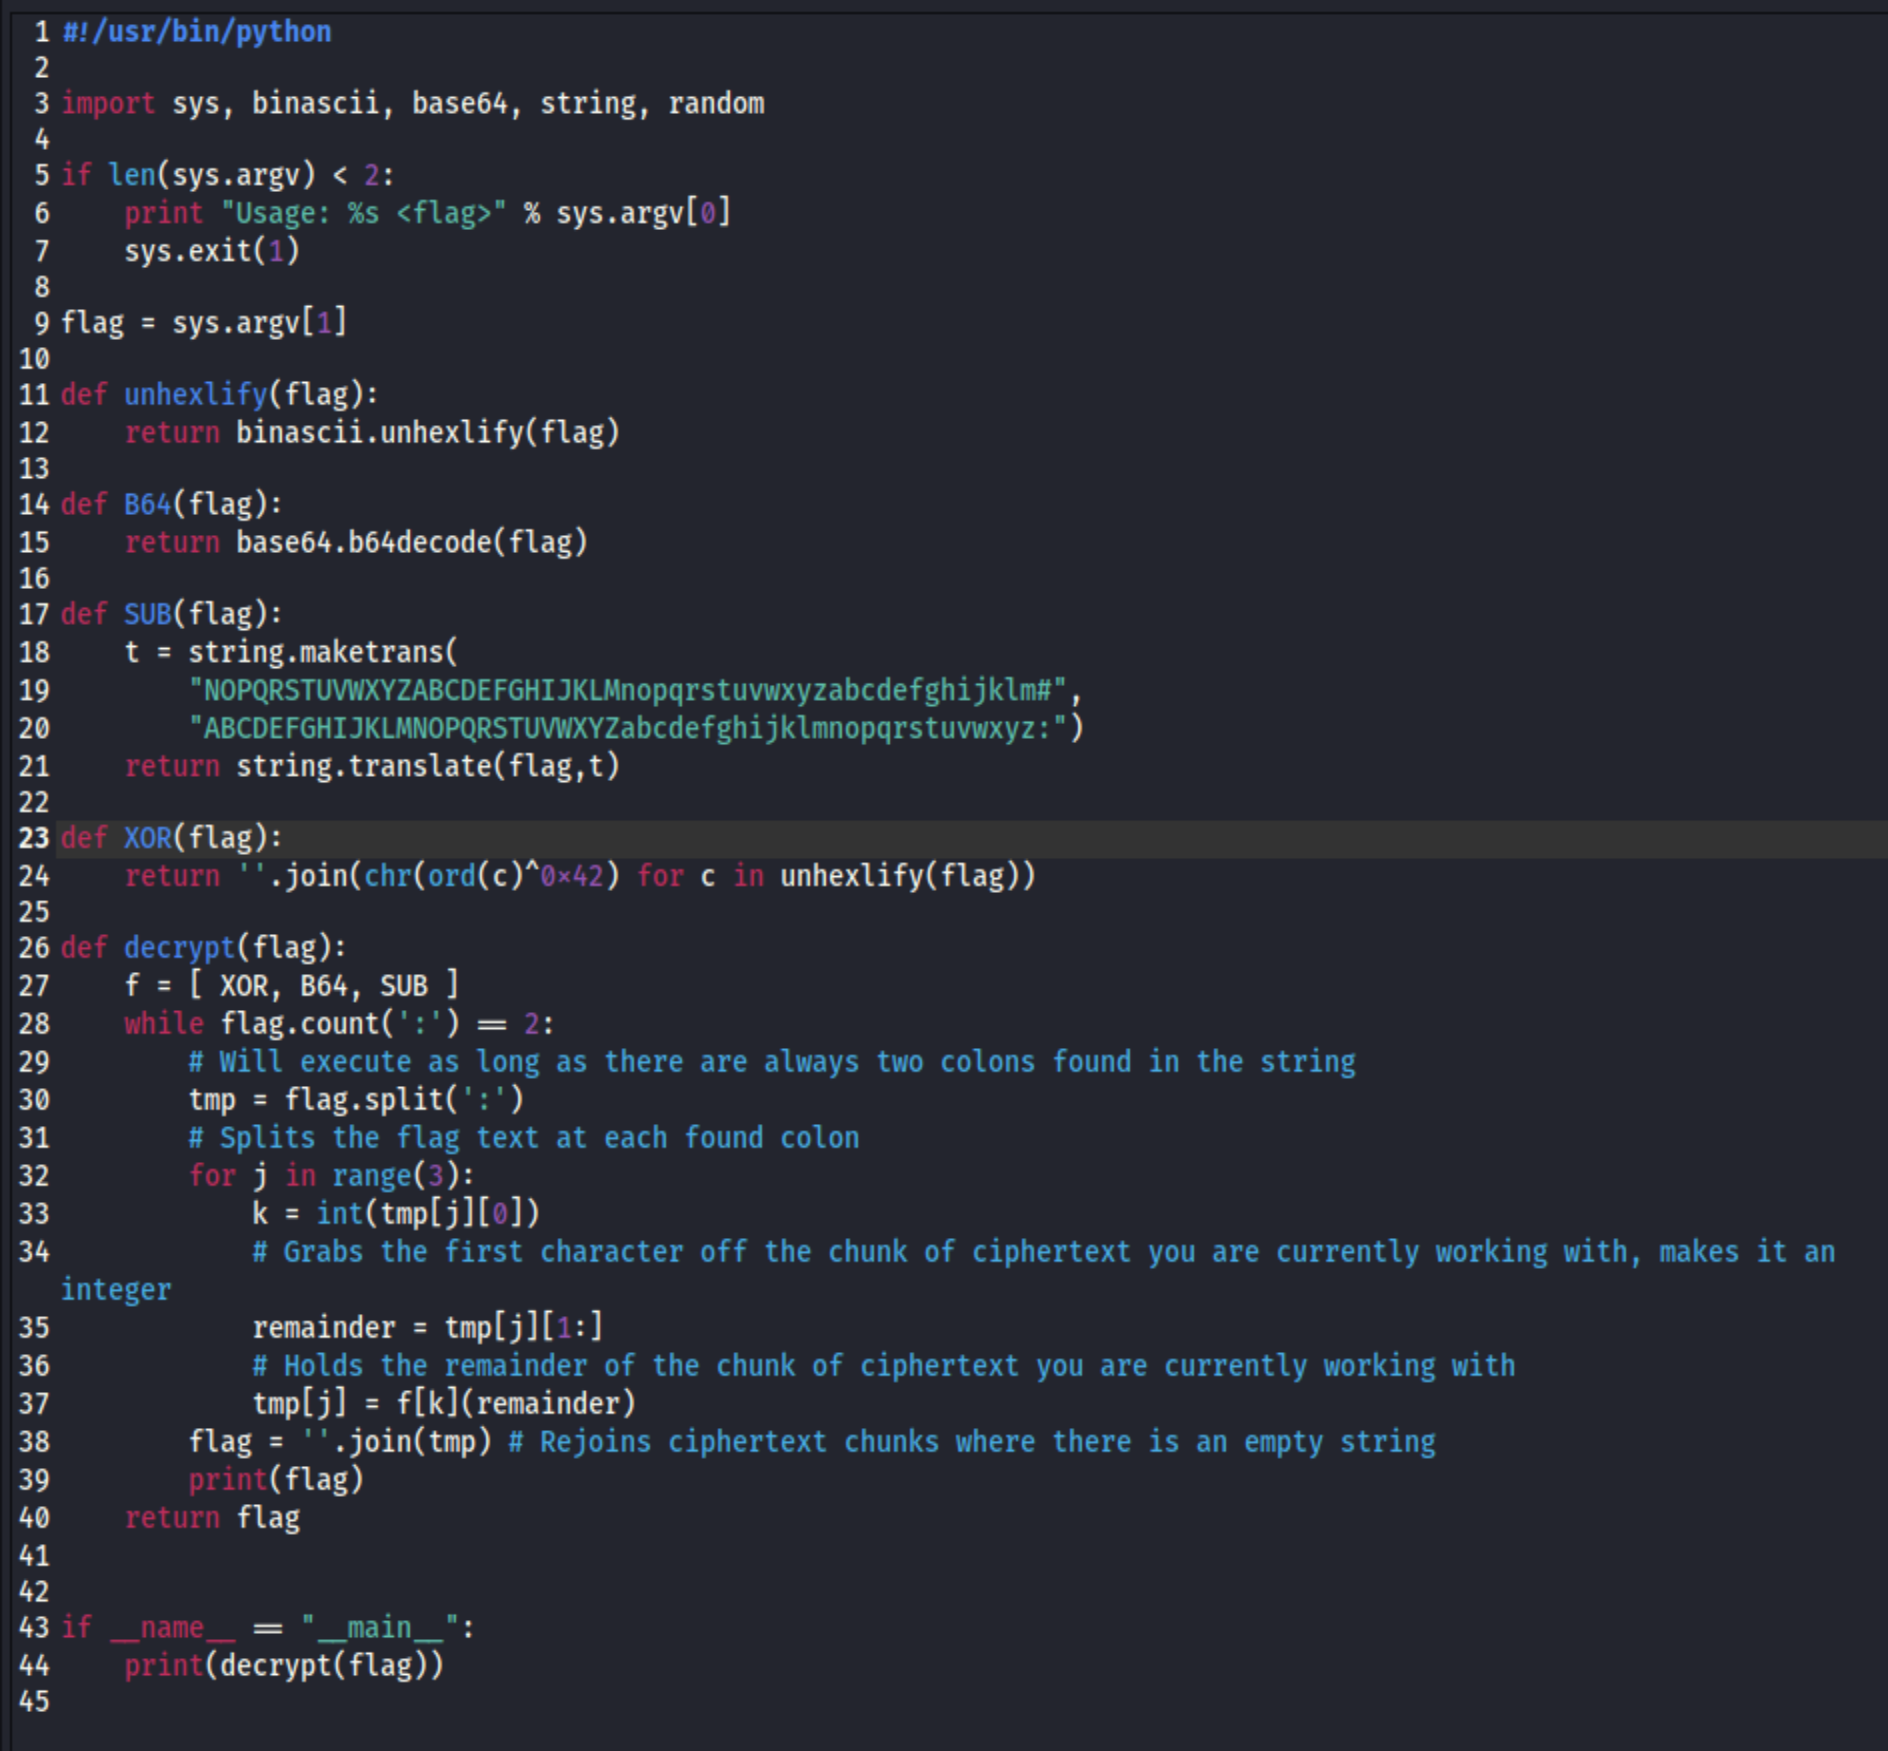 1 #!/usr/bin/python
2
3 import sys, binascii, base64, string, random
4
5 if len(sys.argv) < 2:
6     print "Usage: %s <flag>" % sys.argv[0]
7     sys.exit(1)
8
9 flag = sys.argv[1]
10
11 def unhexlify(flag):
12     return binascii.unhexlify(flag)
13
14 def B64(flag):
15     return base64.b64decode(flag)
16
17 def SUB(flag):
18     t = string.maketrans(
19         "NOPQRSTUVWXYZABCDEFGHIJKLMnopqrstuvwxyzabcdefghijklm#",
20         "ABCDEFGHIJKLMNOPQRSTUVWXYZabcdefghijklmnopqrstuvwxyz:")
21     return string.translate(flag,t)
22
23 def XOR(flag):
24     return ''.join(chr(ord(c)^0×42) for c in unhexlify(flag))
25
26 def decrypt(flag):
27     f = [ XOR, B64, SUB ]
28     while flag.count(':') == 2:
29         # Will execute as long as there are always two colons found in the string
30         tmp = flag.split(':')
31         # Splits the flag text at each found colon
32         for j in range(3):
33             k = int(tmp[j][0])
34             # Grabs the first character off the chunk of ciphertext you are currently working with, makes it an
integer
35             remainder = tmp[j][1:]
36             # Holds the remainder of the chunk of ciphertext you are currently working with
37             tmp[j] = f[k](remainder)
38         flag = ''.join(tmp) # Rejoins ciphertext chunks where there is an empty string
39         print(flag)
40     return flag
41
42
43 if __name__ == "__main__":
44     print(decrypt(flag))
45